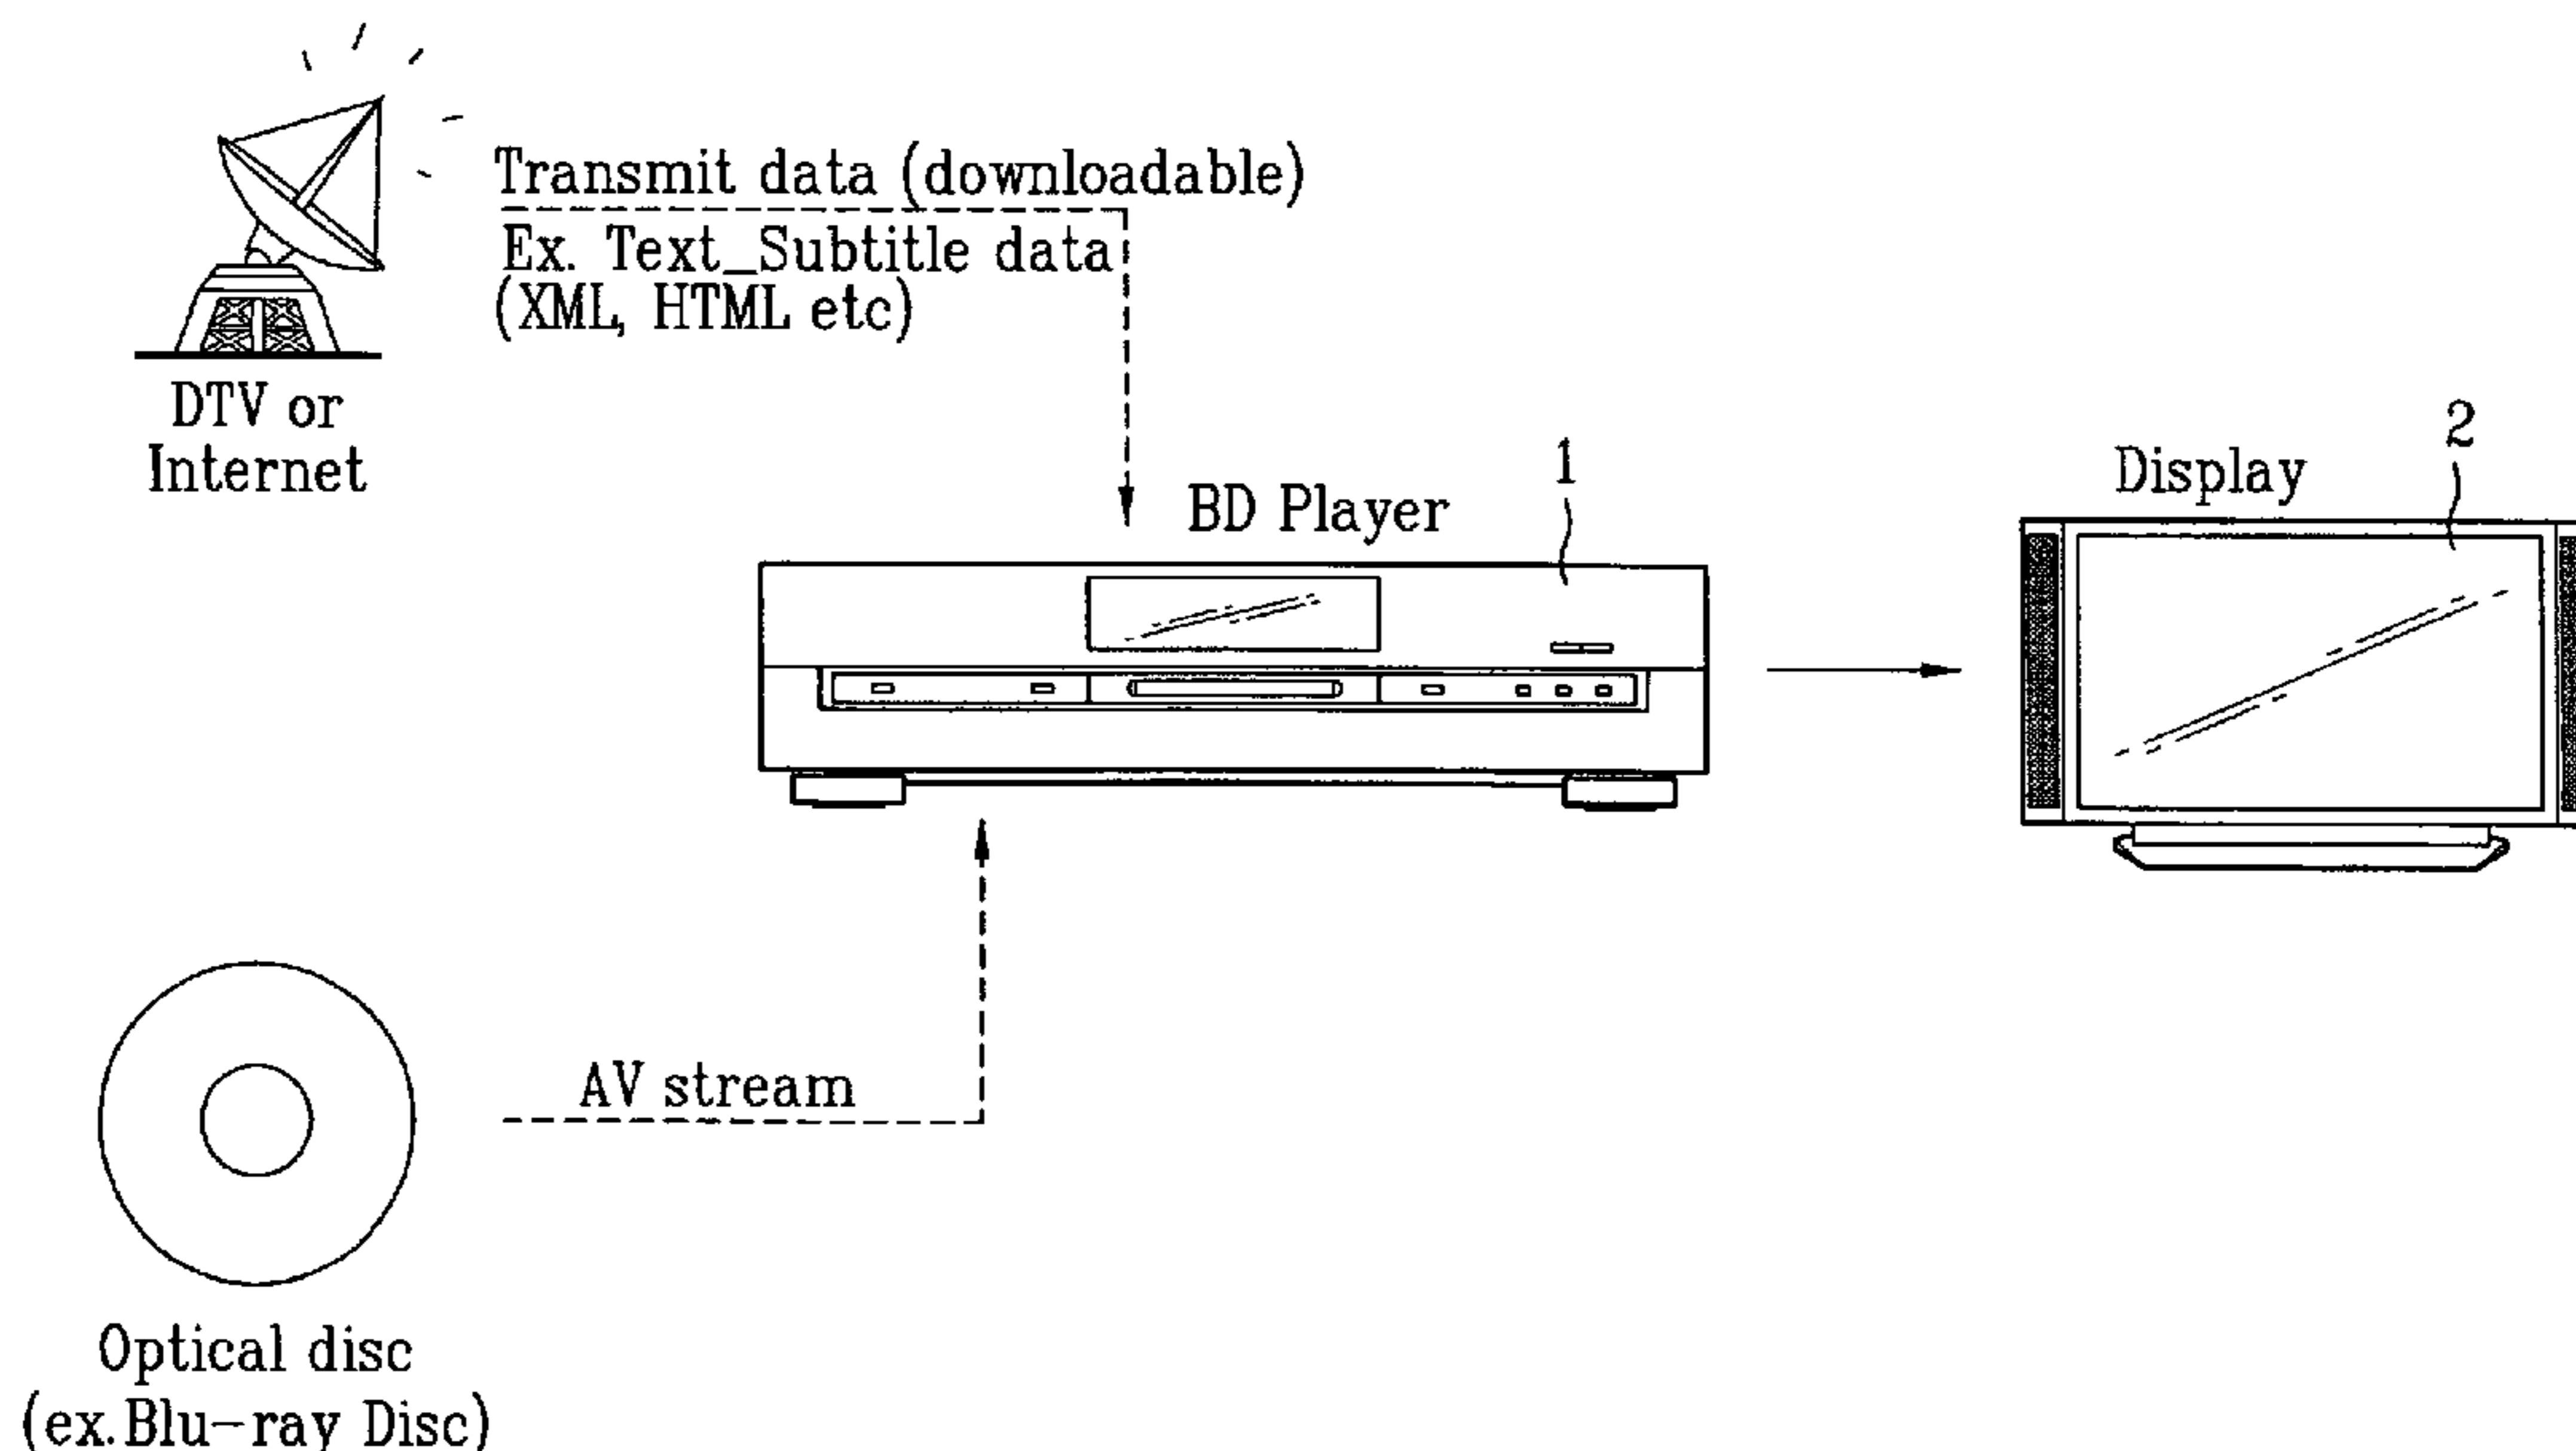 Transmit data (downloadable)
Ex. Text_Subtitle data
(XML, HTML etc)
DTV or
Internet
BD Player
1
Display
2
AV stream
Optical disc
(ex.Blu-ray Disc)